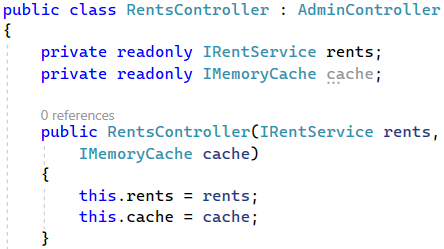 public class RentsController : AdminController
{
private readonly IRentService rents;
private readonly IMemoryCache cache;
0 references
public RentsController(IRentService rents,
IMemoryCache cache)
{
this.rents = rents;
this.cache = cache;
}